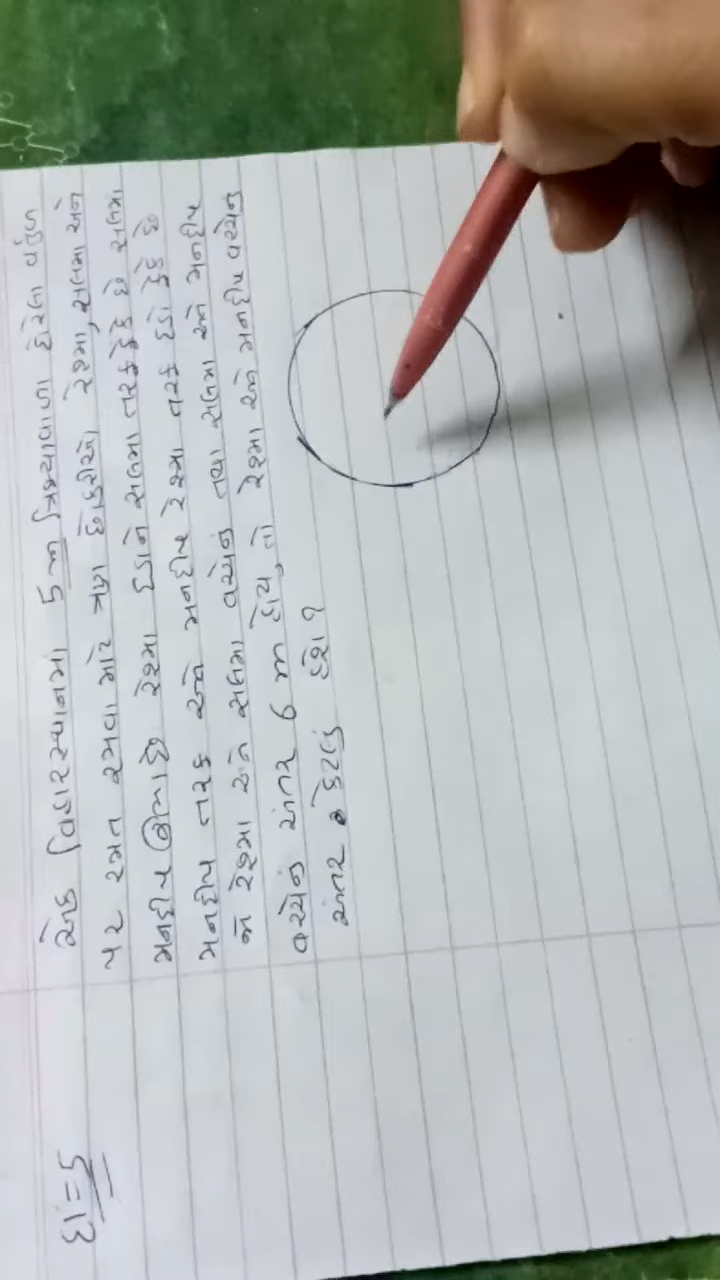 દા = 5
એક વિહારસ્થાનમાં 5 m ત્રિજ્યાવાળા દોરેલા વર્તુળ
પર રમત રમવા માટે ત્રણ છોકરીઓ રેશ્મા, સલમા અને
મનદીપ ઊભા છે રેશ્મા દડાને સલમા તરફ ફેંકે છે સલમા
મનદીપ તરફ અને મનદીપ રેશ્મા તરફ દડો ફેંકે છે
જો રેશ્મા અને સલમા વચ્ચેનું તથા સલમા અને મનદીપ
વચ્ચેનું અંતર 6 m હોય, તો રેશ્મા અને મનદીપ વચ્ચેનું
અંતર કેટલું હશે ?